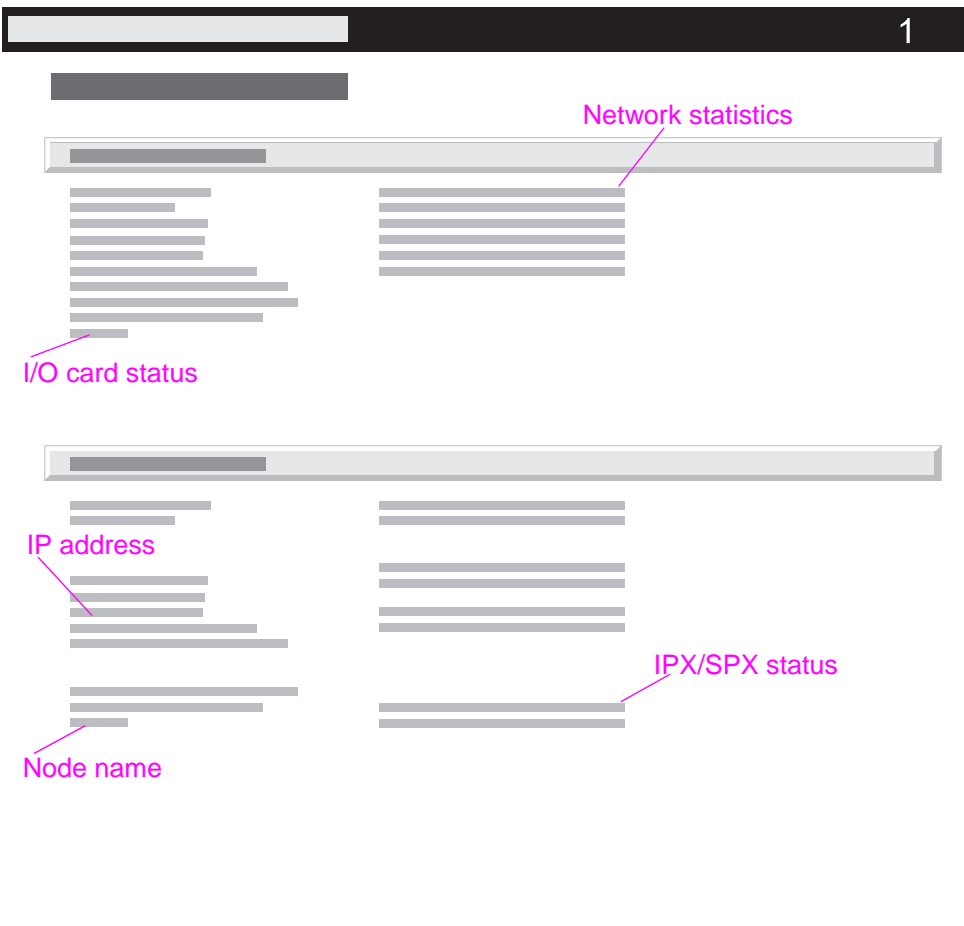 1
Network statistics
I/O card status
IP address
IPX/SPX status
Node name